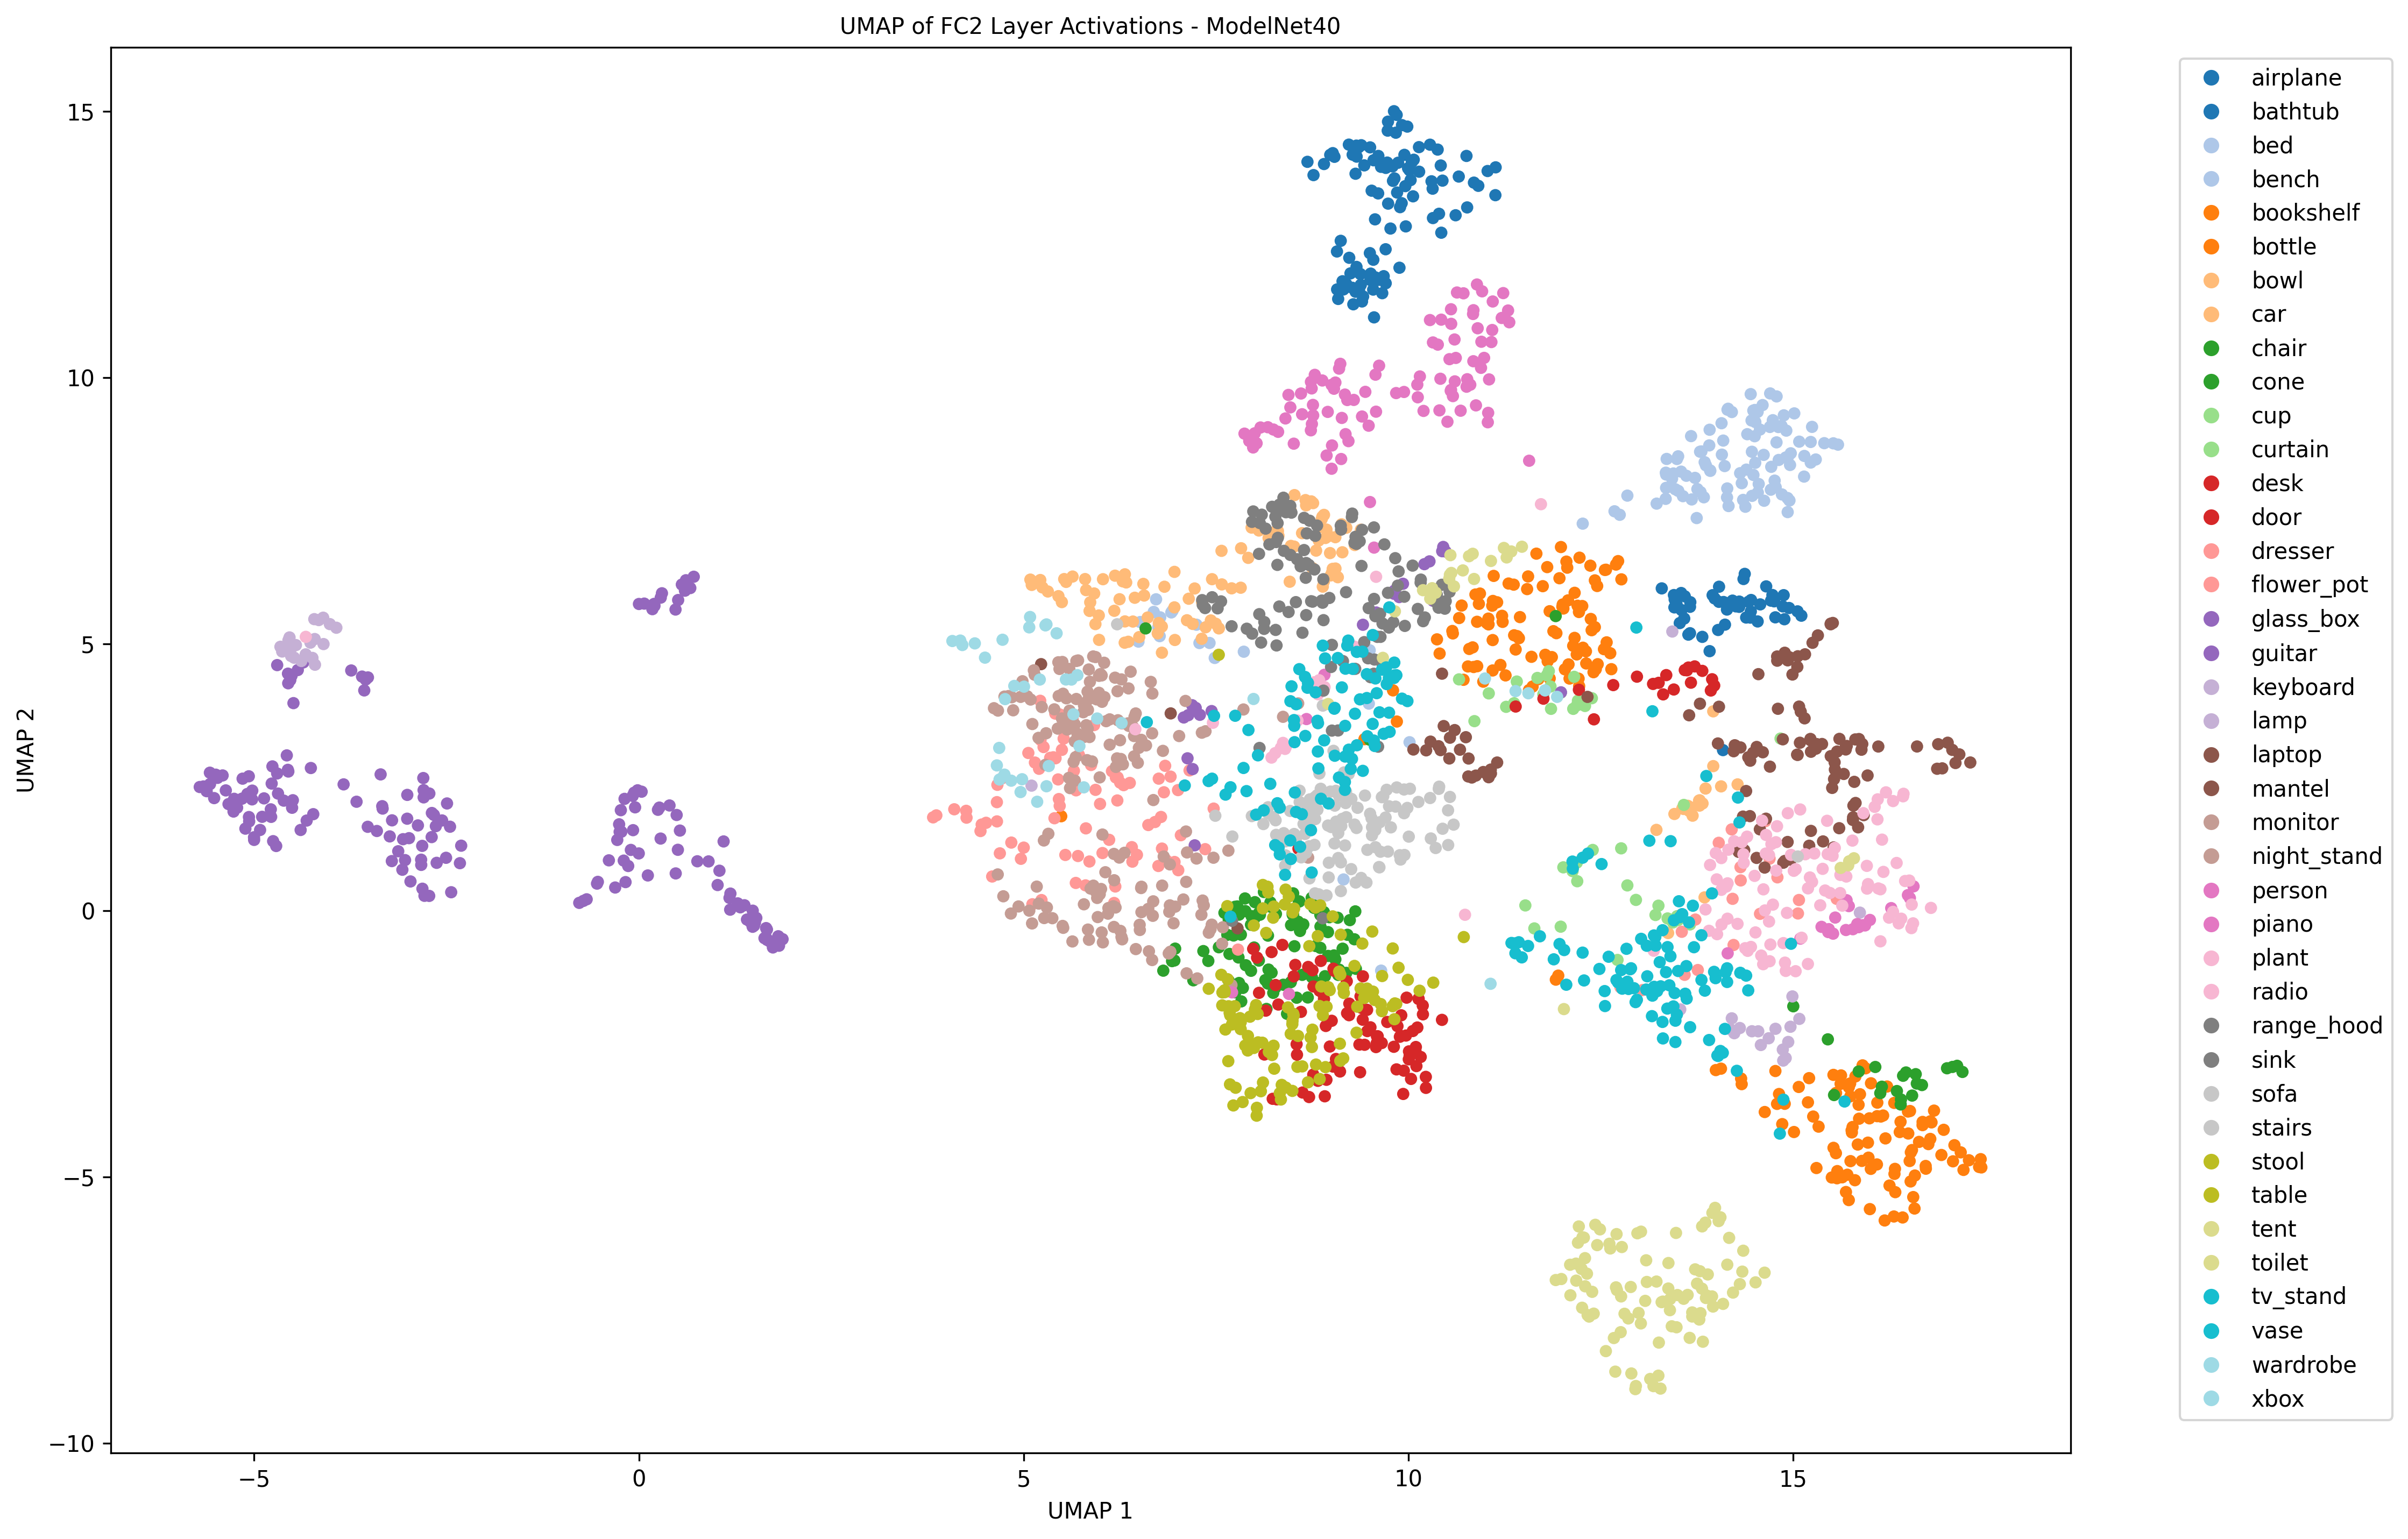 UMAP of FC2 Layer Activations - ModelNet40
15
10
5
0
−5
−10
UMAP 2
−5
0
5
10
15
UMAP 1
airplane
bathtub
bed
bench
bookshelf
bottle
bowl
car
chair
cone
cup
curtain
desk
door
dresser
flower_pot
glass_box
guitar
keyboard
lamp
laptop
mantel
monitor
night_stand
person
piano
plant
radio
range_hood
sink
sofa
stairs
stool
table
tent
toilet
tv_stand
vase
wardrobe
xbox